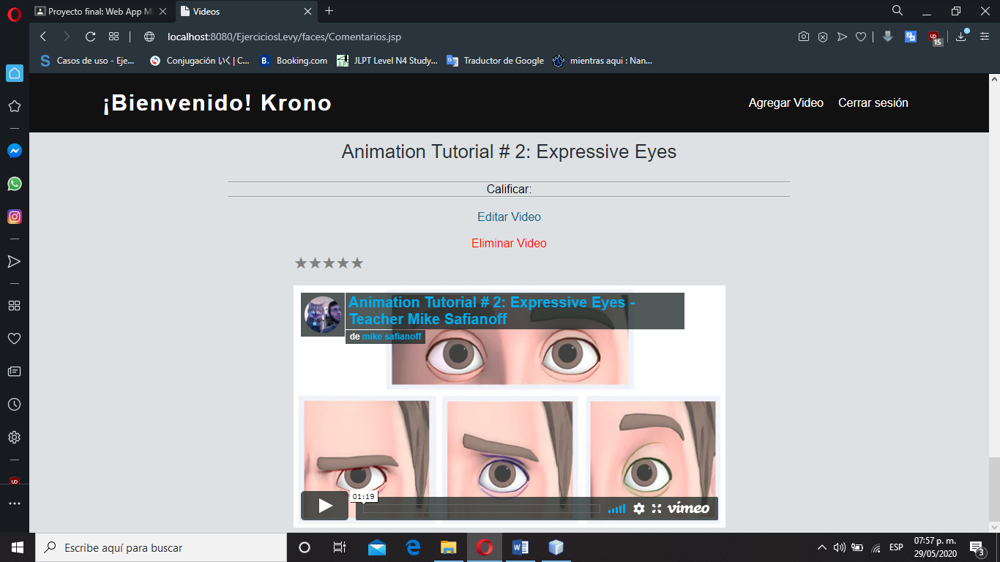 Proyecto final: Web App Mi
Videos
localhost:8080/EjerciciosLevy/faces/Comentarios.jsp
15
S Casos de uso - Eje...
Conjugación いく | C...
B. Booking.com
JLPT JLPT Level N4 Study...
Traductor de Google
mientras aqui : Nan...
¡Bienvenido! Krono
Agregar Video
Cerrar sesión
Animation Tutorial # 2: Expressive Eyes
Calificar:
Editar Video
Eliminar Video
★★★★★
Animation Tutorial # 2: Expressive Eyes -
Teacher Mike Safianoff
de mike safianoff
01:19
vimeo
Escribe aquí para buscar
ESP
07:57 p. m.
29/05/2020
3